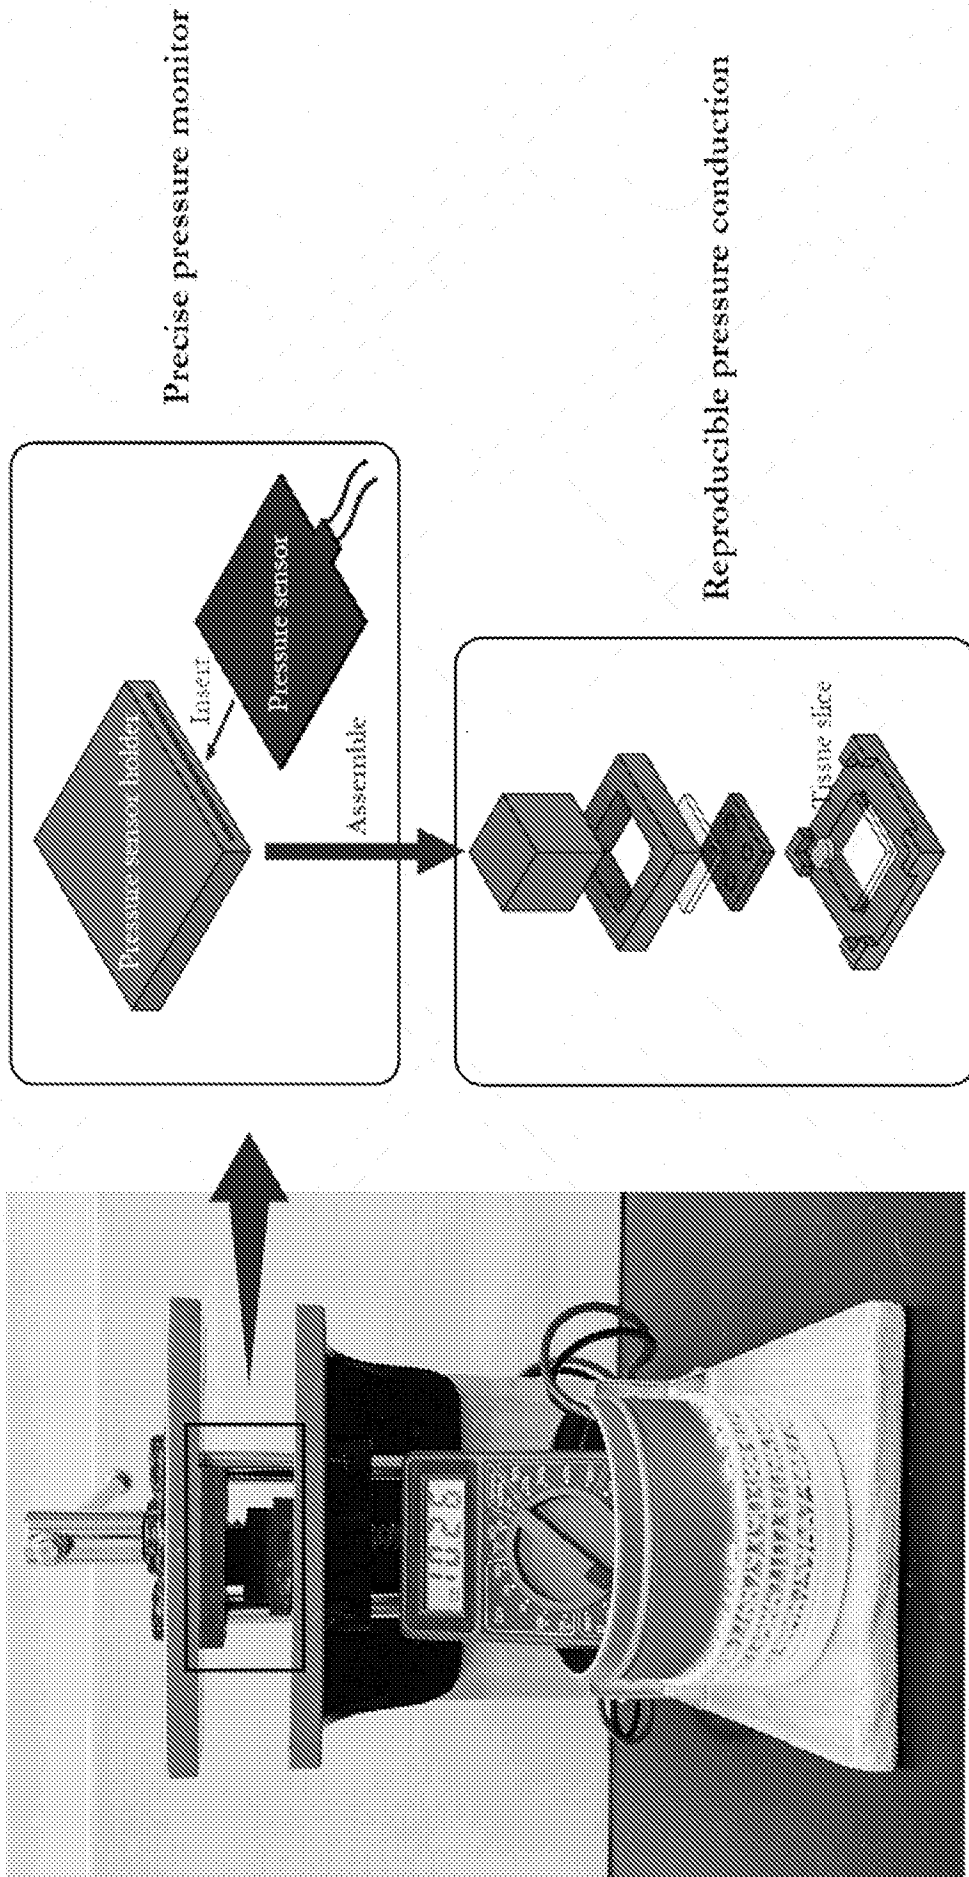 Precise pressure monitor
Pressure sensor holder
Insert
Pressure sensor
Assemble
Reproducible pressure conduction
Tissue slice